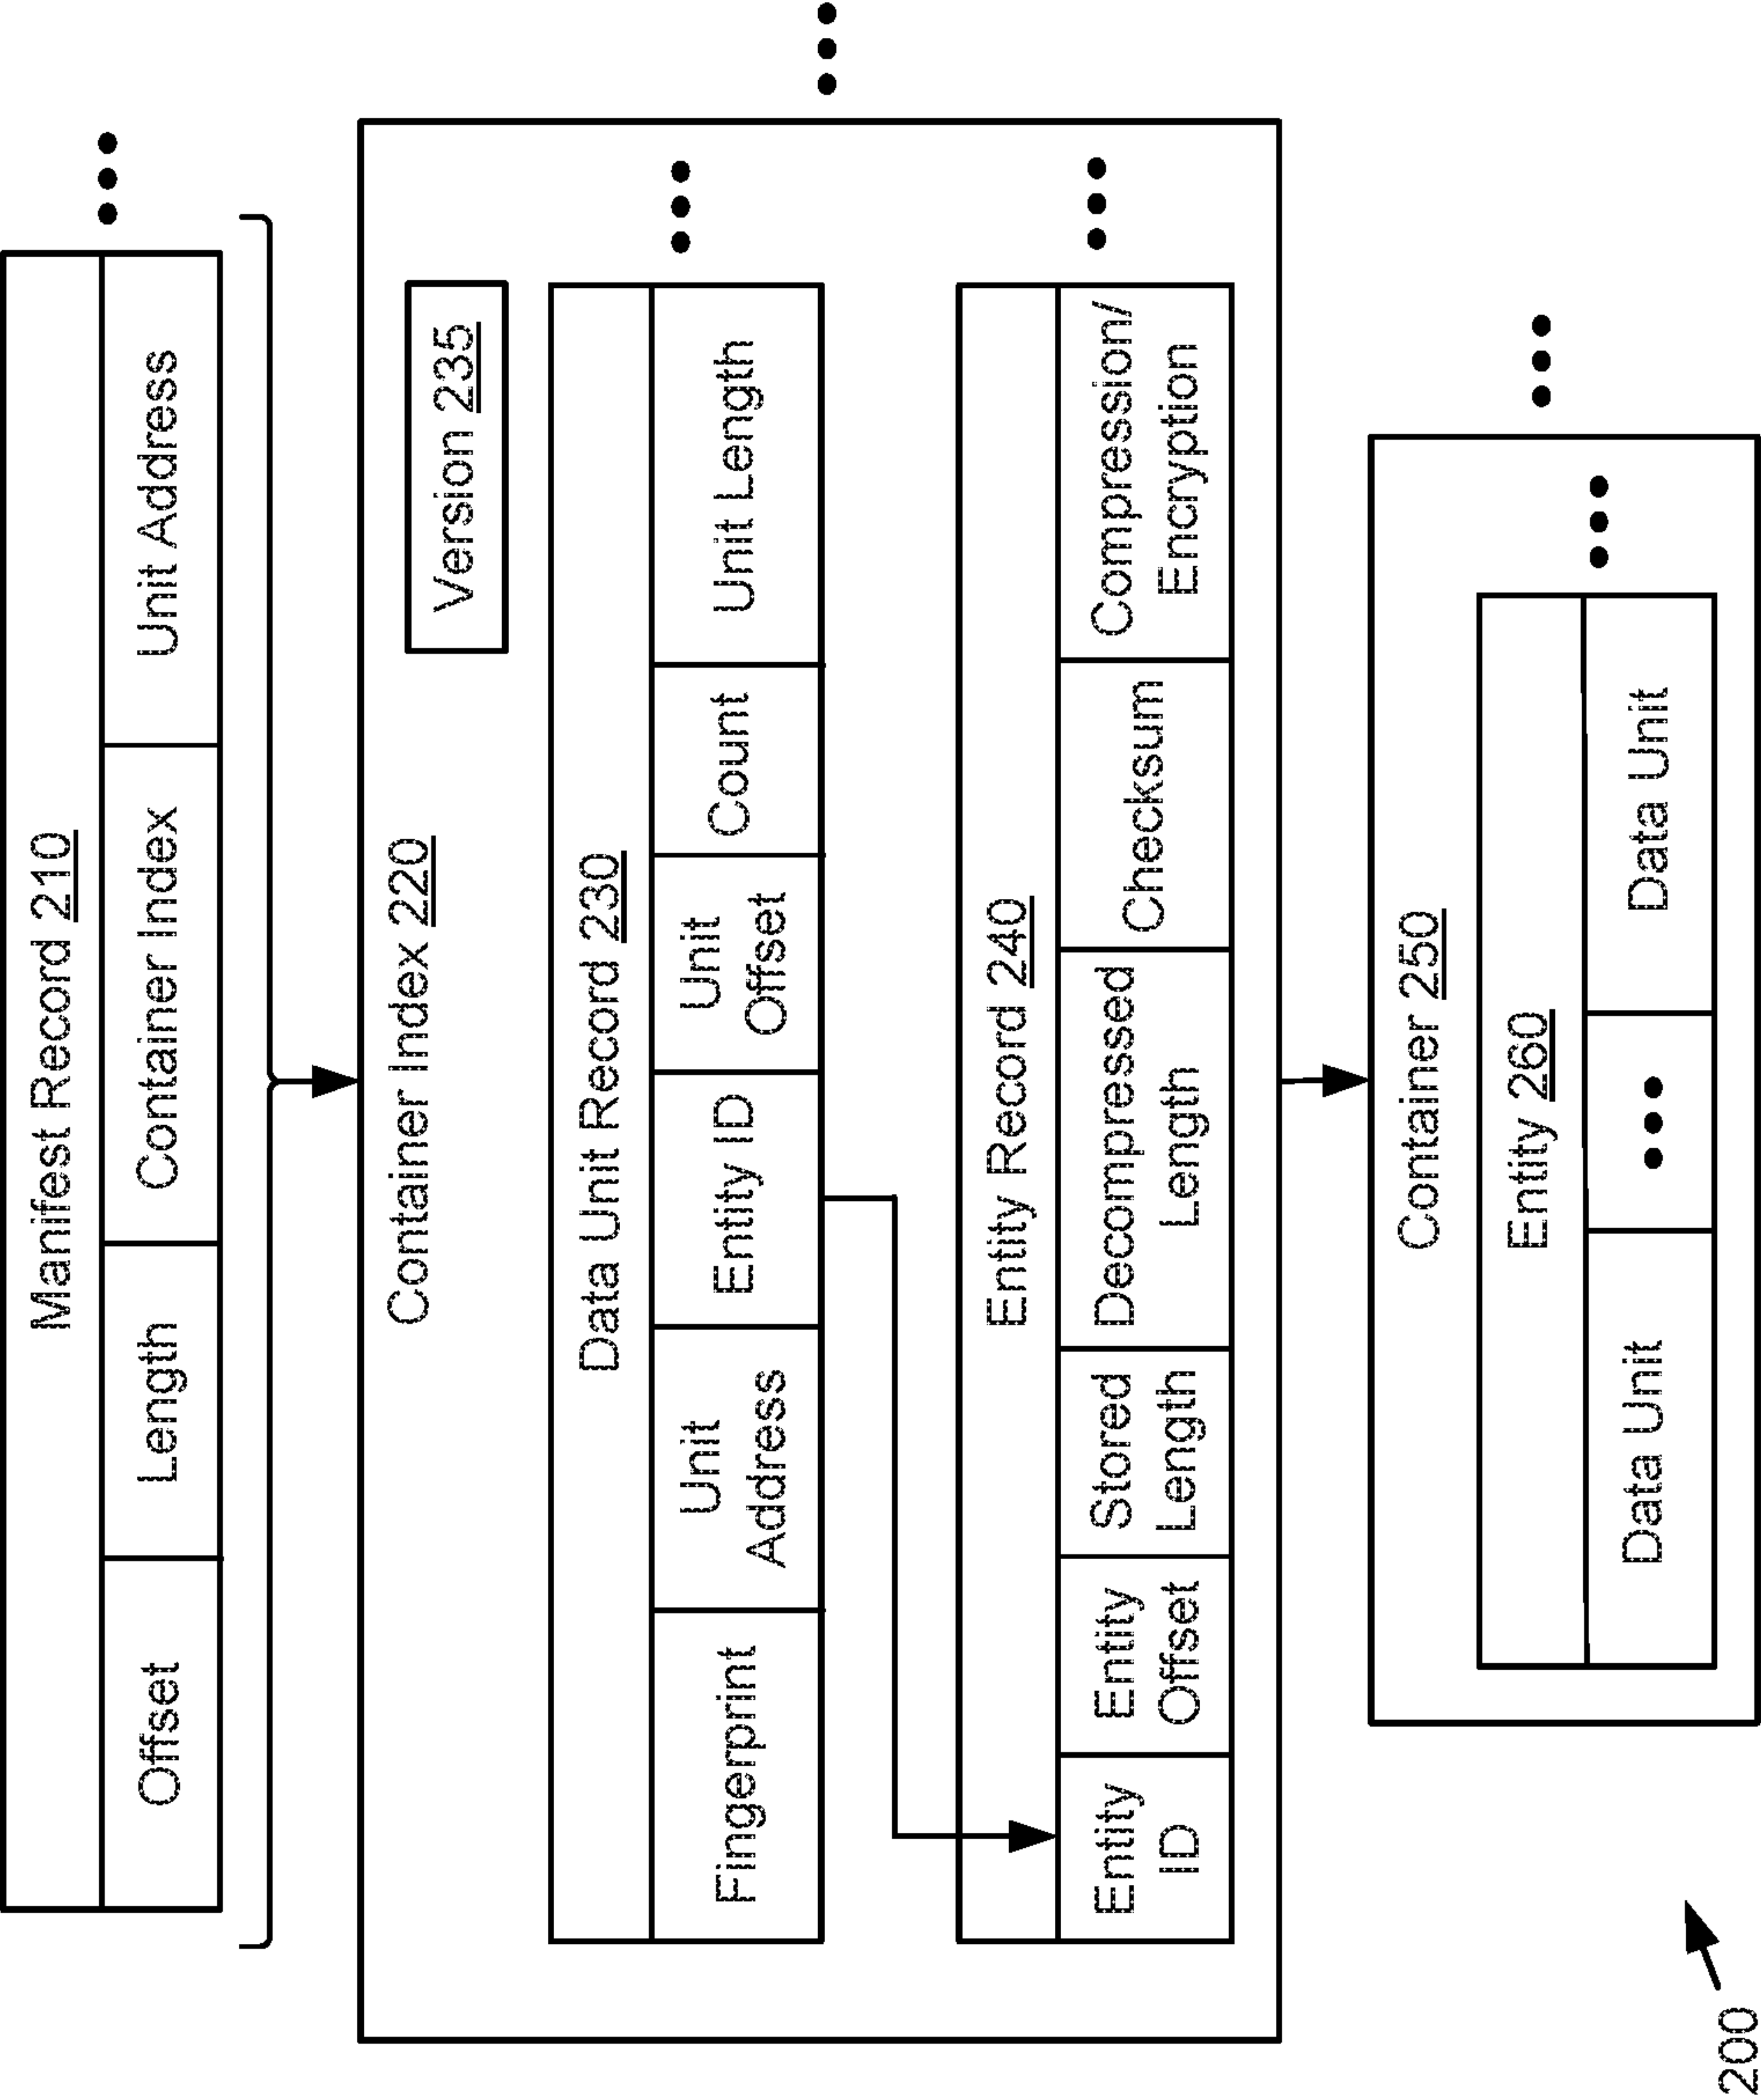 Manifest Record 210
Offset
Length
Container Index
Unit Address
Container Index 220
Version 235
Data Unit Record 230
Fingerprint
Unit
Address
Entity ID
Unit
Offset
Count
Unit Length
Entity Record 240
Entity
ID
Entity
Offset
Stored
Length
Decompressed
Length
Checksum
Compression/
Encryption
Container 250
Entity 260
Data Unit
Data Unit
200